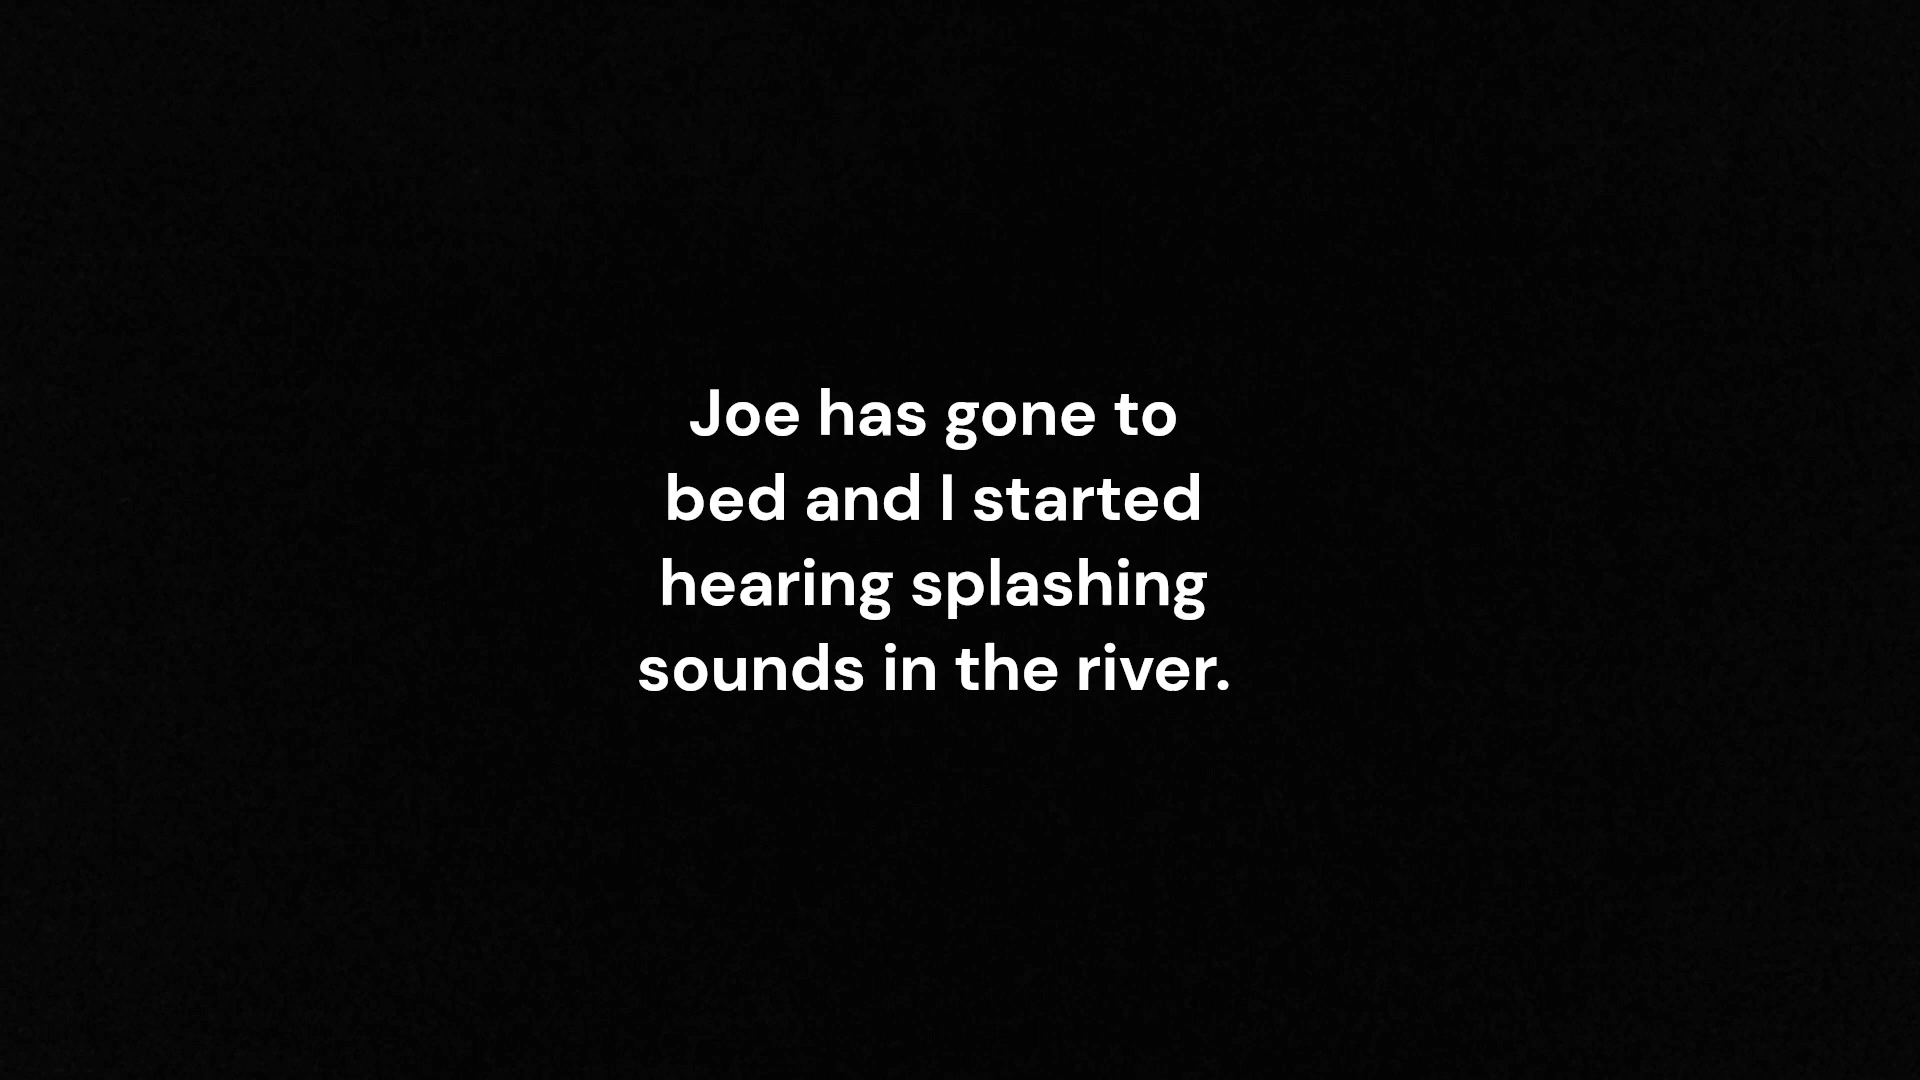 Joe has gone to
bed and I started
hearing splashing
sounds in the river.